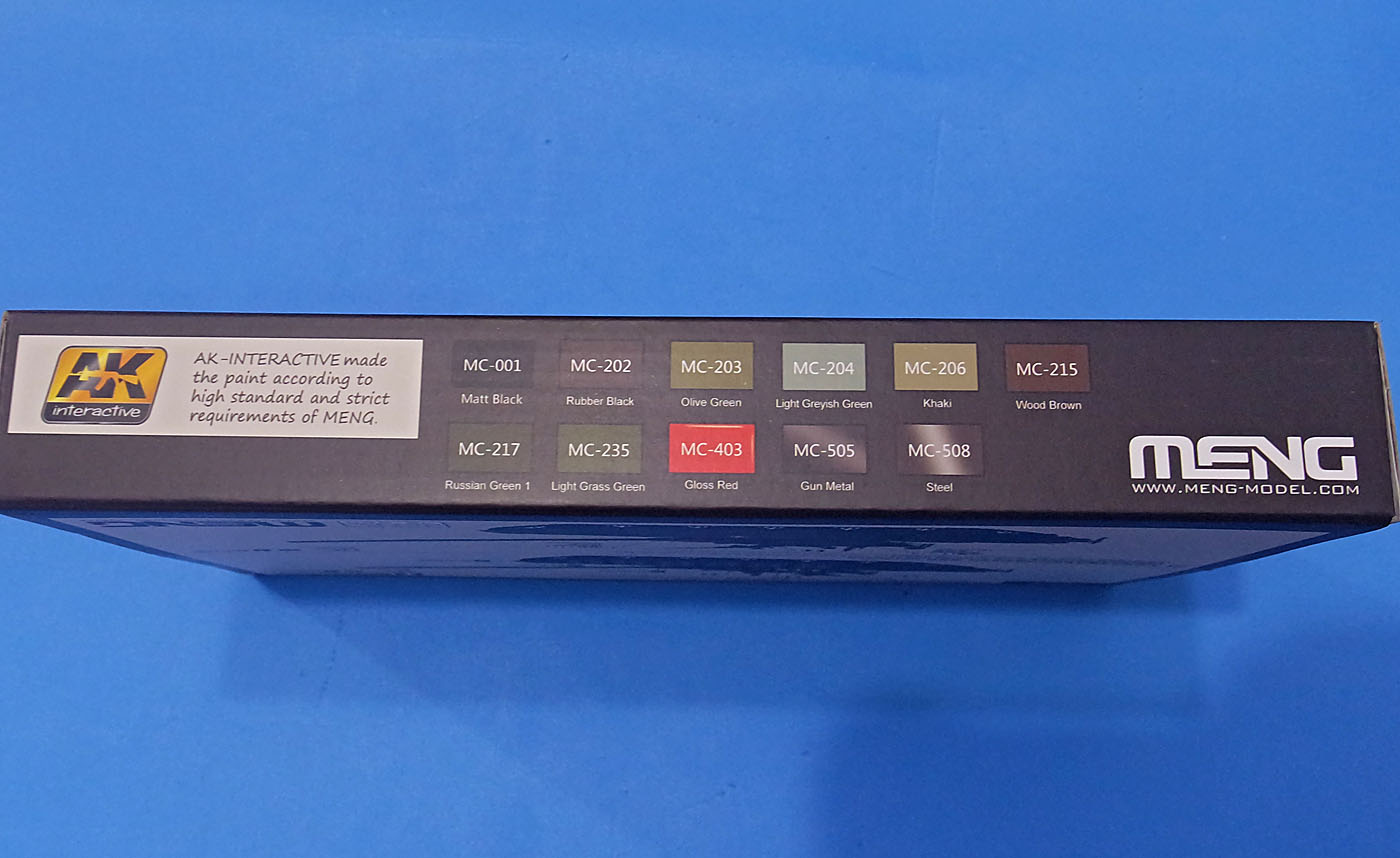 AK
interactive
AK-INTERACTIVE made
the paint according to
high standard and strict
requirements of MENG.
MC-001
Matt Black
MC-202
Rubber Black
MC-203
Olive Green
MC-204
Light Greyish Green
MC-206
Khaki
MC-215
Wood Brown
MC-217
Russian Green 1
MC-235
Light Grass Green
MC-403
Gloss Red
MC-505
Gun Metal
MC-508
Steel
MENG
WWW.MENG-MODEL.COM
MENG